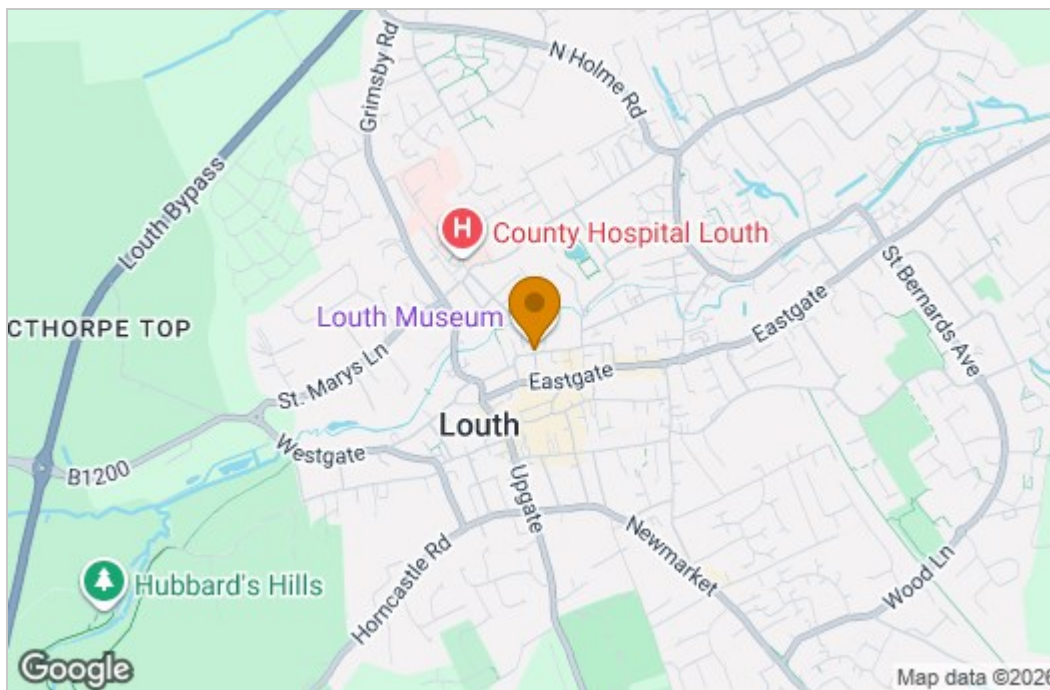 Grimsby Rd
N Holme Rd
Louth Bypass
H
County Hospital Louth
St Bernards Ave
Louth Museum
CTHORPE TOP
Eastgate
St. Marys Ln
Eastgate
Louth
Westgate
B1200
Upgate
Newmarket
Wood Ln
Horncastle Rd
Hubbard's Hills
Google
Map data ©2026